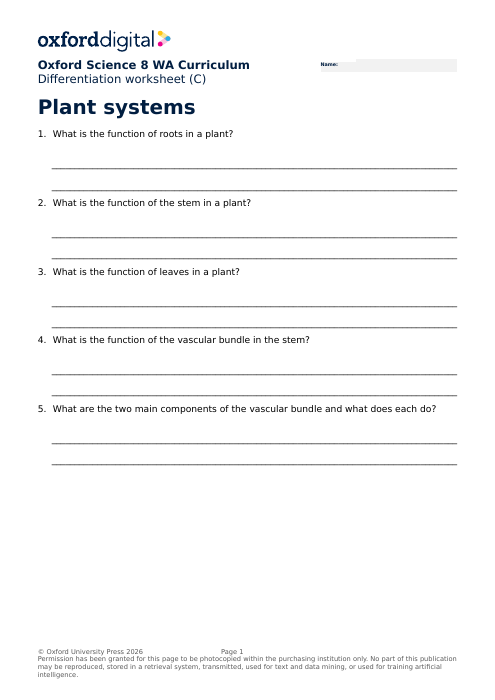 oxforddigital
Oxford Science 8 WA Curriculum
Name:
Differentiation worksheet (C)
Plant systems
1. What is the function of roots in a plant?
2. What is the function of the stem in a plant?
3. What is the function of leaves in a plant?
4. What is the function of the vascular bundle in the stem?
5. What are the two main components of the vascular bundle and what does each do?
© Oxford University Press 2026 Page 1
Permission has been granted for this page to be photocopied within the purchasing institution only. No part of this publication
may be reproduced, stored in a retrieval system, transmitted, used for text and data mining, or used for training artificial
intelligence.